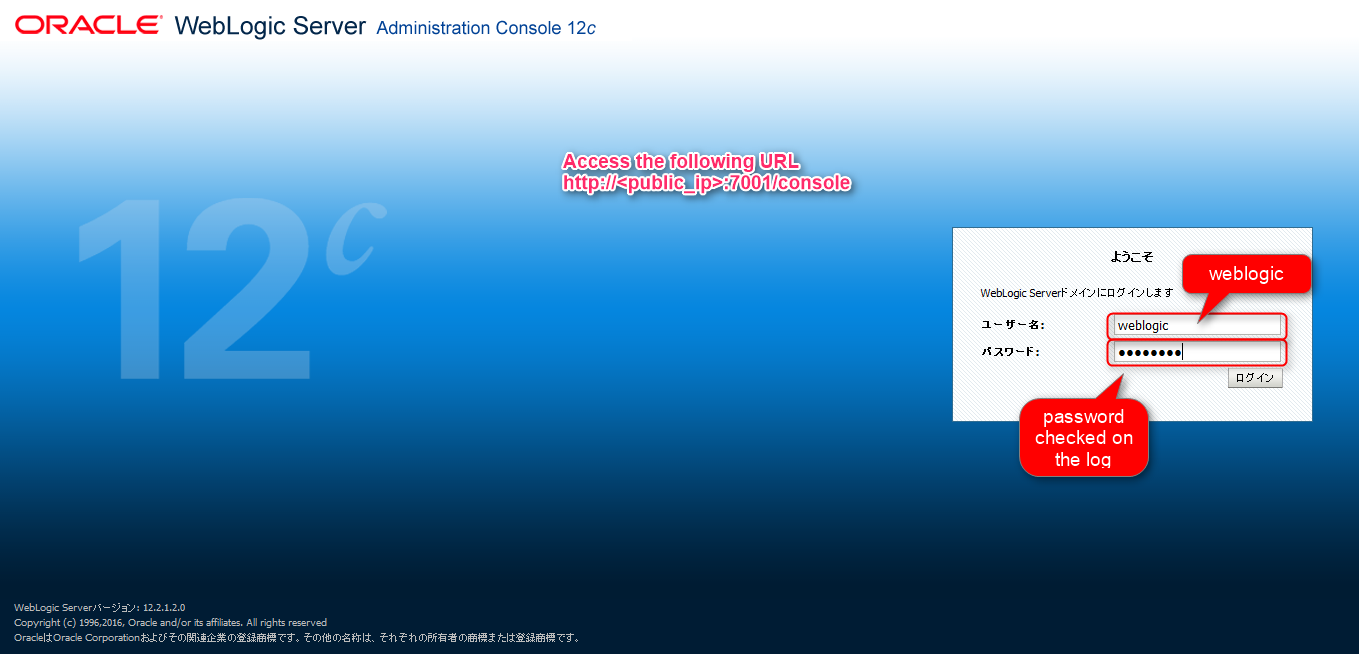 ORACLE WebLogic Server Administration Console 12c
Access the following URL
http://<public_ip>:7001/console
12c
ようこそ
weblogic
WebLogic Serverドメインにログインします
ユーザー名:
weblogic
パスワード:
●●●●●●●●
ログイン
password
checked on
the log
WebLogic Serverバージョン: 12.2.1.2.0
Copyright (c) 1996,2016, Oracle and/or its affiliates. All rights reserved
OracleはOracle Corporationおよびその関連企業の登録商標です。その他の名称は、それぞれの所有者の商標または登録商標です。